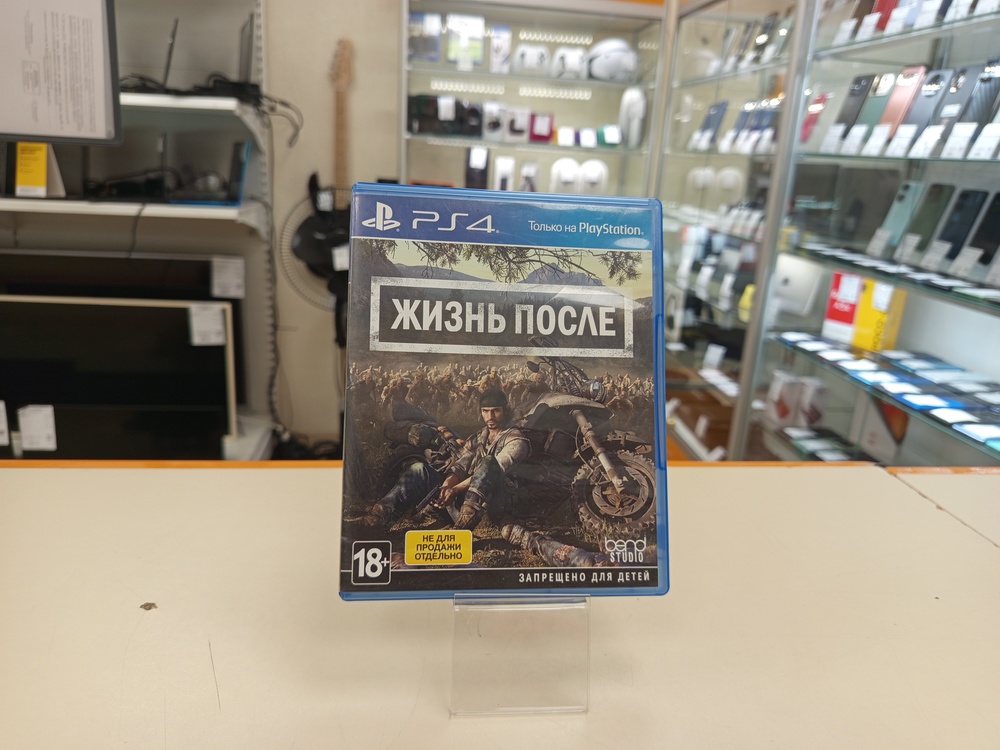 PS4
Только на PlayStation.
ЖИЗНЬ ПОСЛЕ
НЕ ДЛЯ
ПРОДАЖИ
ОТДЕЛЬНО
18+
bend
STUDIO
ЗАПРЕЩЕНО ДЛЯ ДЕТЕЙ